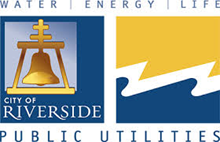 WATER | ENERGY | LIFE
CITY OF
RIVERSIDE
PUBLIC UTILITIES